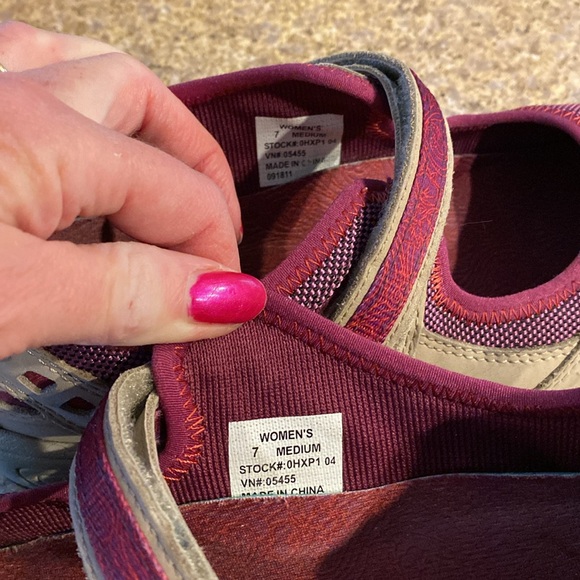 WOMEN'S
7 MEDIUM
STOCK#:0HXP1 04
VN#:05455
MADE IN CHINA
091811
WOMEN'S
7 MEDIUM
STOCK#:0HXP1 04
VN#:05455
MADE IN CHINA